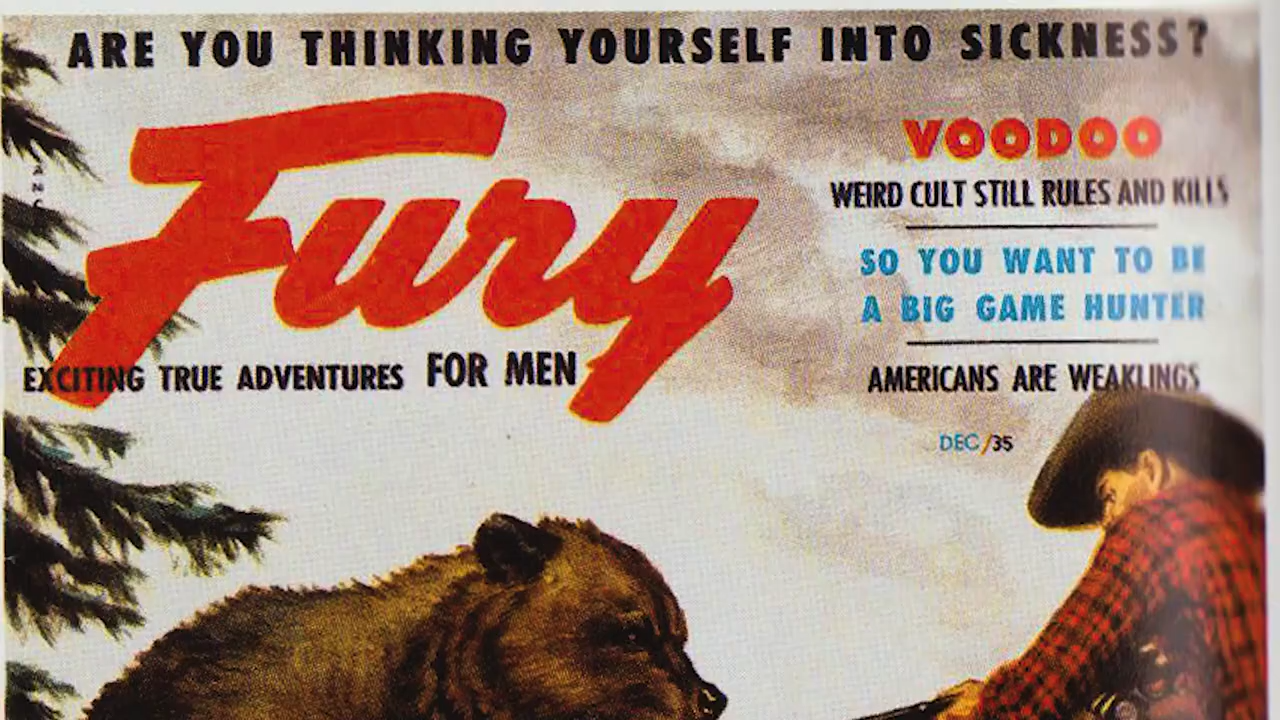 ARE YOU THINKING YOURSELF INTO SICKNESS?
Fury
EXCITING TRUE ADVENTURES FOR MEN
VOODOO
WEIRD CULT STILL RULES AND KILLS
SO YOU WANT TO BE
A BIG GAME HUNTER
AMERICANS ARE WEAKLINGS
DEC/35